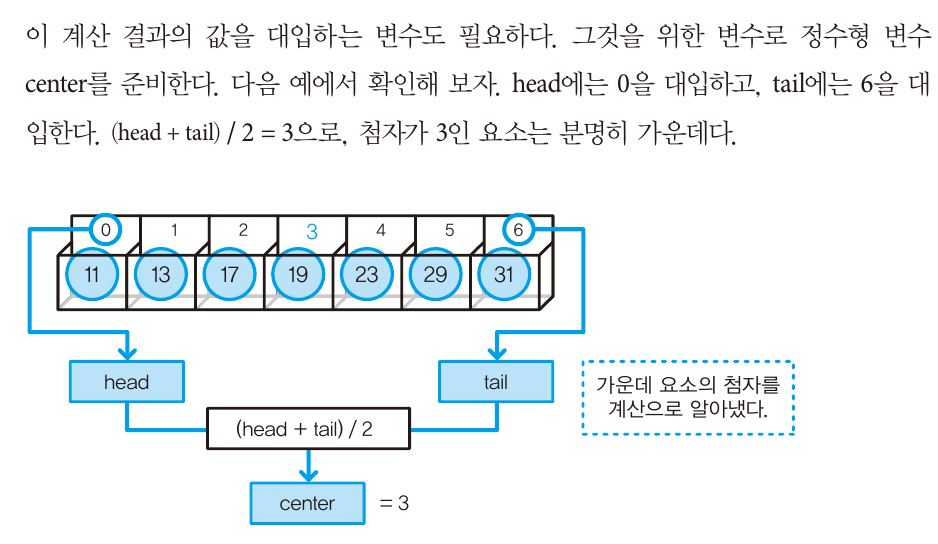 이 계산 결과의 값을 대입하는 변수도 필요하다. 그것을 위한 변수로 정수형 변수
center를 준비한다. 다음 예에서 확인해 보자. head에는 0을 대입하고, tail에는 6을 대
입한다. (head + tail) / 2 = 3으로, 첨자가 3인 요소는 분명히 가운데다.
0 1 2 3 4 5 6
11 13 17 19 23 29 31
head tail
가운데 요소의 첨자를
계산으로 알아냈다.
(head + tail) / 2
center = 3